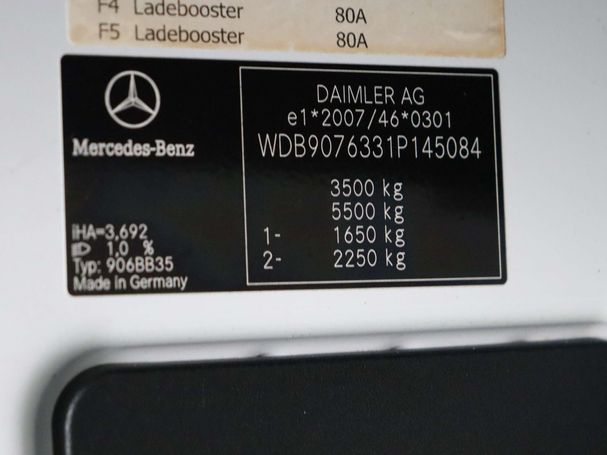 F4 Ladebooster 80A
F5 Ladebooster 80A
Mercedes-Benz
DAIMLER AG
e1*2007/46*0301
WDB9076331P145084
3500 kg
5500 kg
1- 1650 kg
2- 2250 kg
iHA=3,692
1,0 %
Typ: 906BB35
Made in Germany